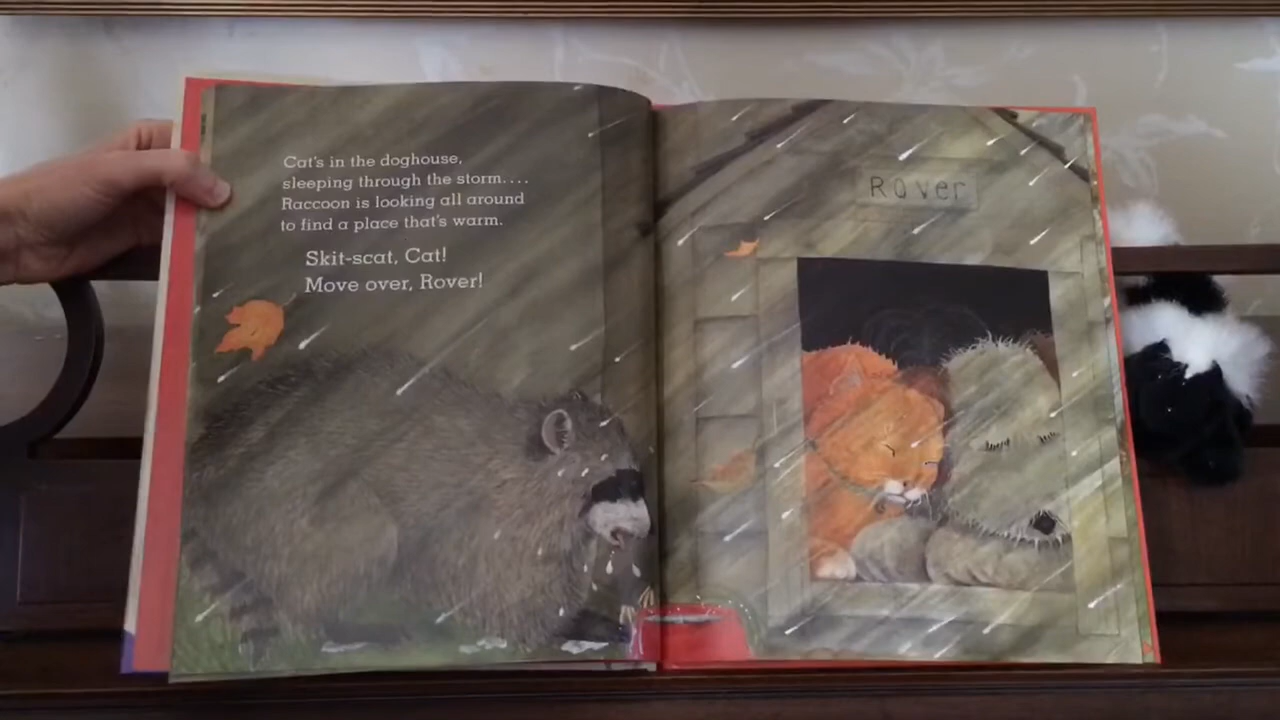 Cat's in the doghouse,
sleeping through the storm....
Raccoon is looking all around
to find a place that's warm.
Skit-scat, Cat!
Move over, Rover!
Rover